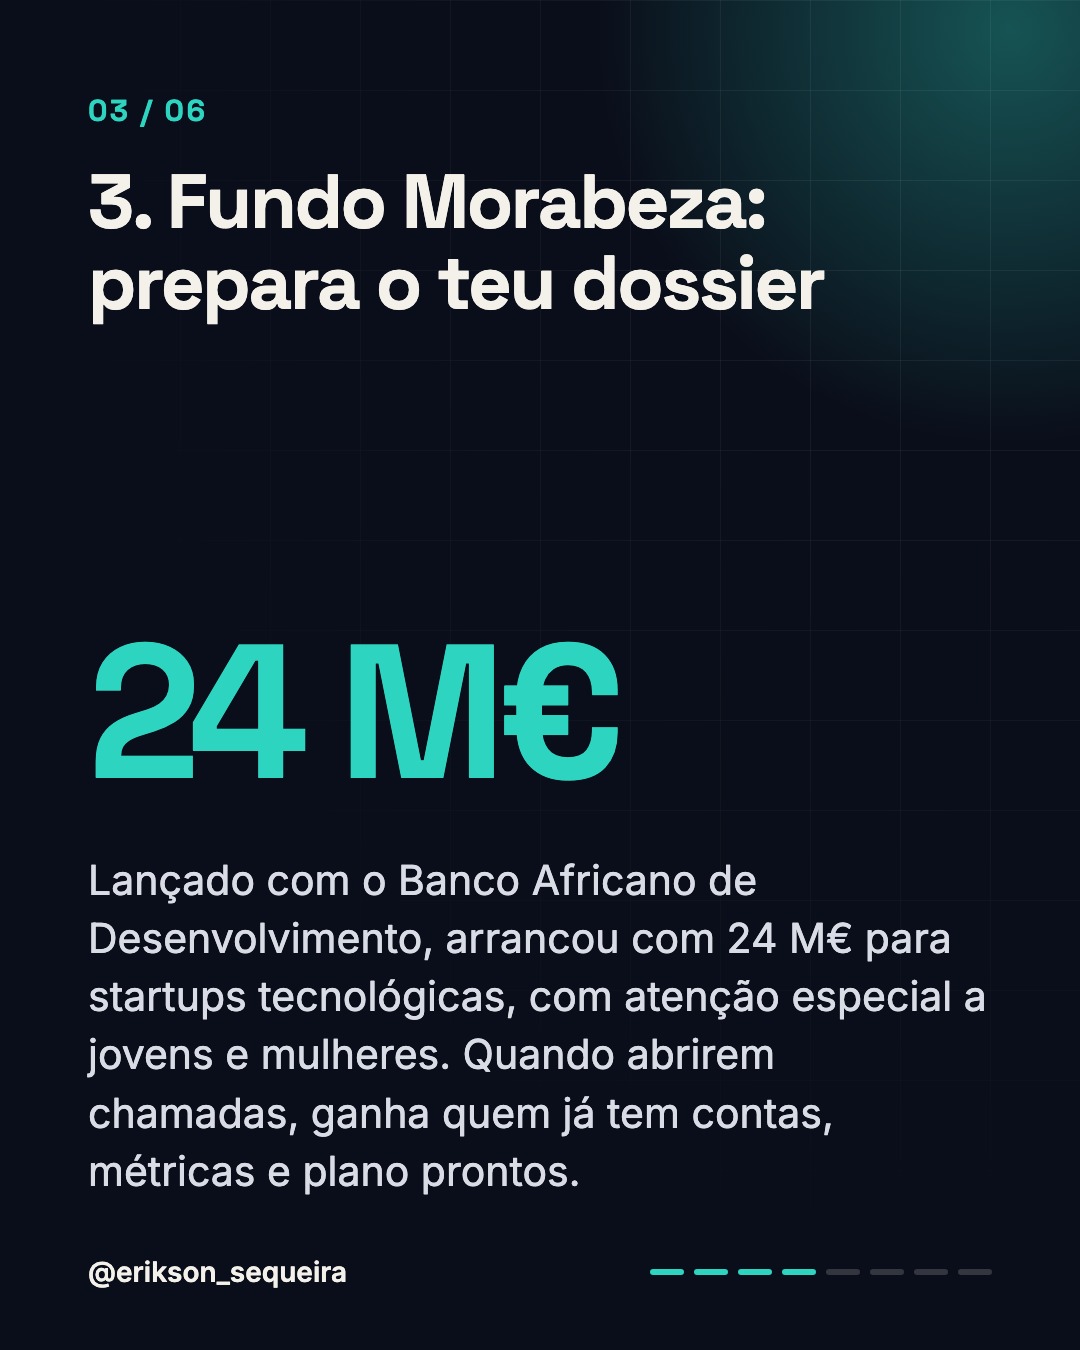 03 / 06
3. Fundo Morabeza:
prepara o teu dossier
24 M€
Lançado com o Banco Africano de
Desenvolvimento, arrancou com 24 M€ para
startups tecnológicas, com atenção especial a
jovens e mulheres. Quando abrirem
chamadas, ganha quem já tem contas,
métricas e plano prontos.
@erikson_sequeira